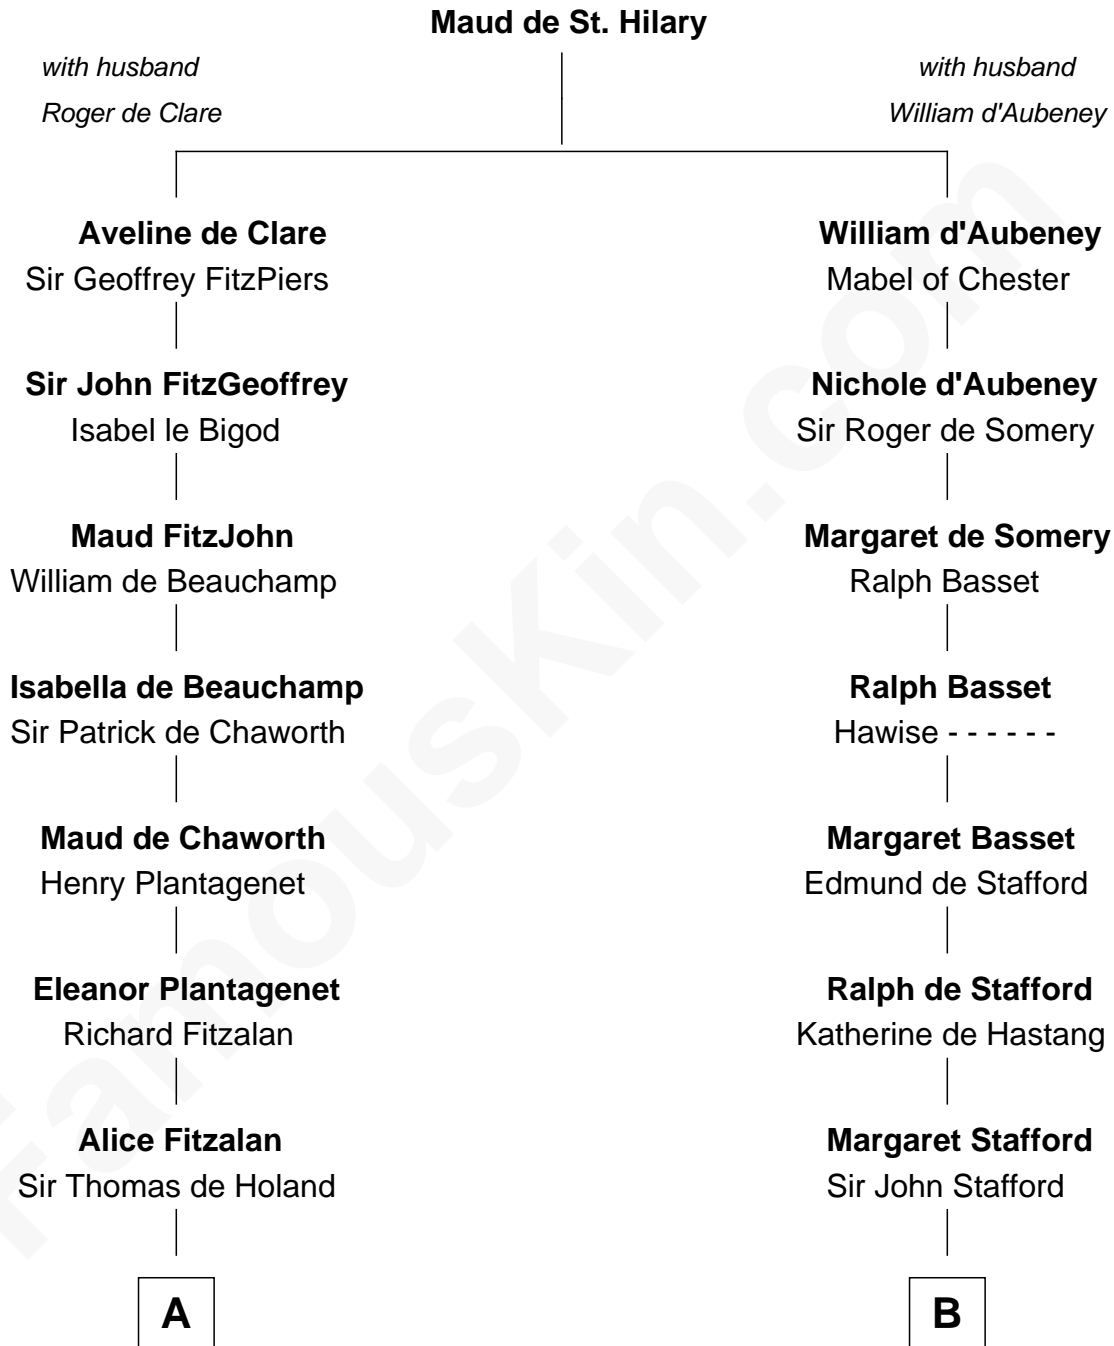 Maud de St. Hilary
with husband
Roger de Clare
with husband
William d'Aubeney
Aveline de Clare
Sir Geoffrey FitzPiers
William d'Aubeney
Mabel of Chester
Sir John FitzGeoffrey
Isabel le Bigod
Nichole d'Aubeney
Sir Roger de Somery
Maud FitzJohn
William de Beauchamp
Margaret de Somery
Ralph Basset
Isabella de Beauchamp
Sir Patrick de Chaworth
Ralph Basset
Hawise - - - - - -
Maud de Chaworth
Henry Plantagenet
Margaret Basset
Edmund de Stafford
Eleanor Plantagenet
Richard Fitzalan
Ralph de Stafford
Katherine de Hastang
Alice Fitzalan
Sir Thomas de Holand
Margaret Stafford
Sir John Stafford
A
B
FamousKin.com